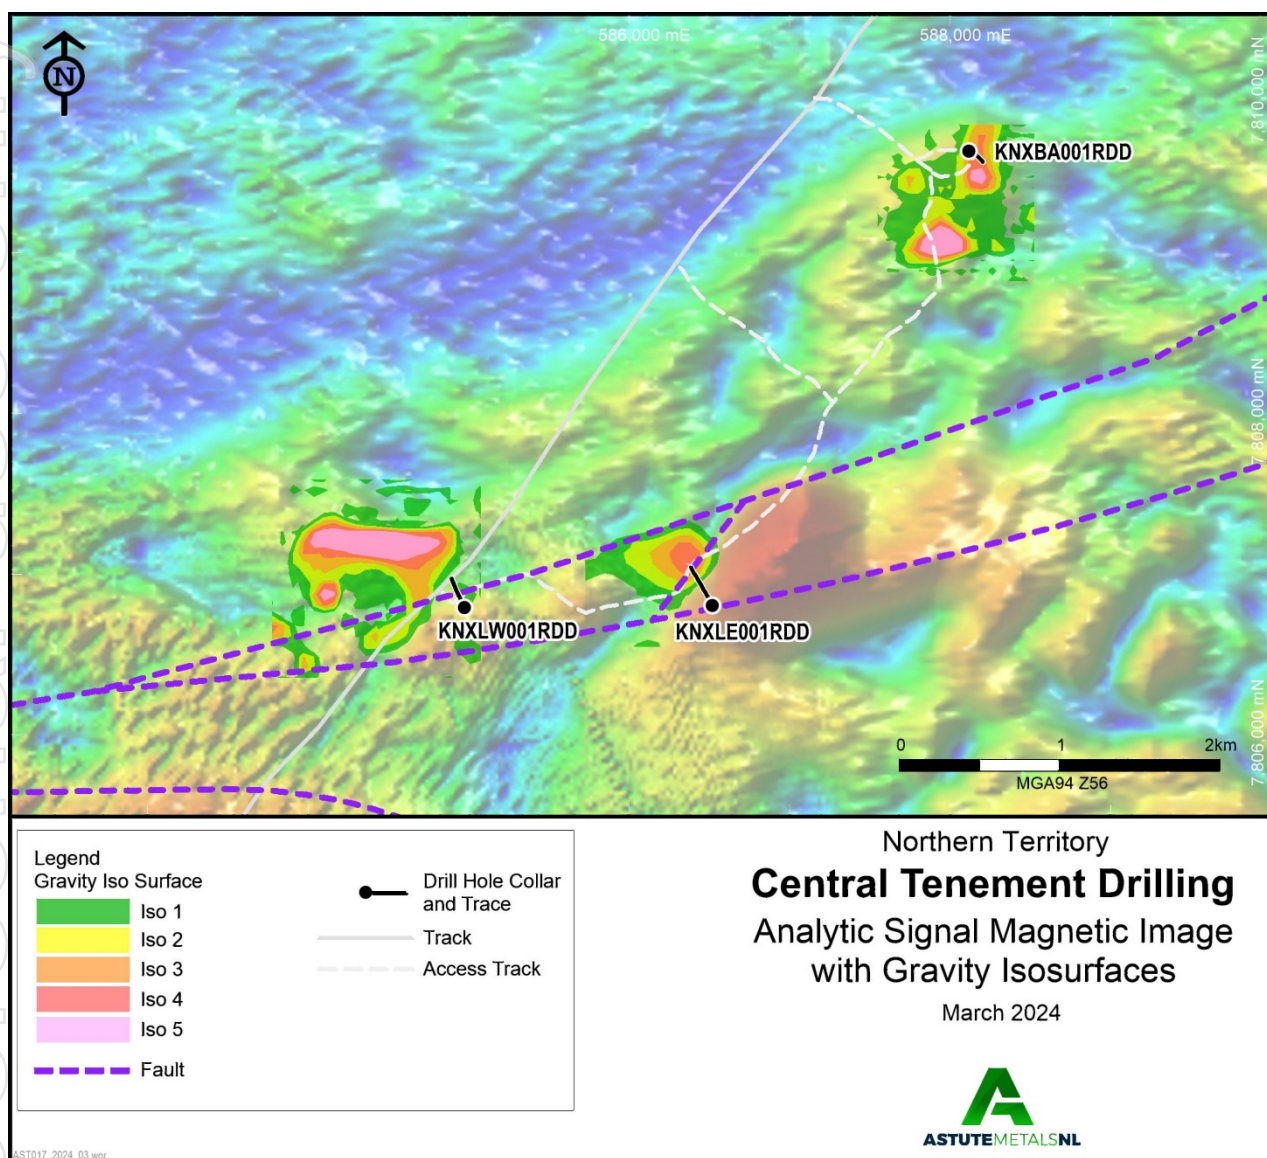 586,000 mE
588,000 mE
N
7,810,000 mN
KNXBA001RDD
7,808,000 mN
KNXLW001RDD
KNXLE001RDD
7,806,000 mN
0 1 2km
MGA94 Z56
Legend
Gravity Iso Surface
Iso 1
Iso 2
Iso 3
Iso 4
Iso 5
Fault
Drill Hole Collar
and Trace
Track
Access Track
Northern Territory
Central Tenement Drilling
Analytic Signal Magnetic Image
with Gravity Isosurfaces
March 2024
ASTUTEMETALSNL
AST017_2024_03.wor